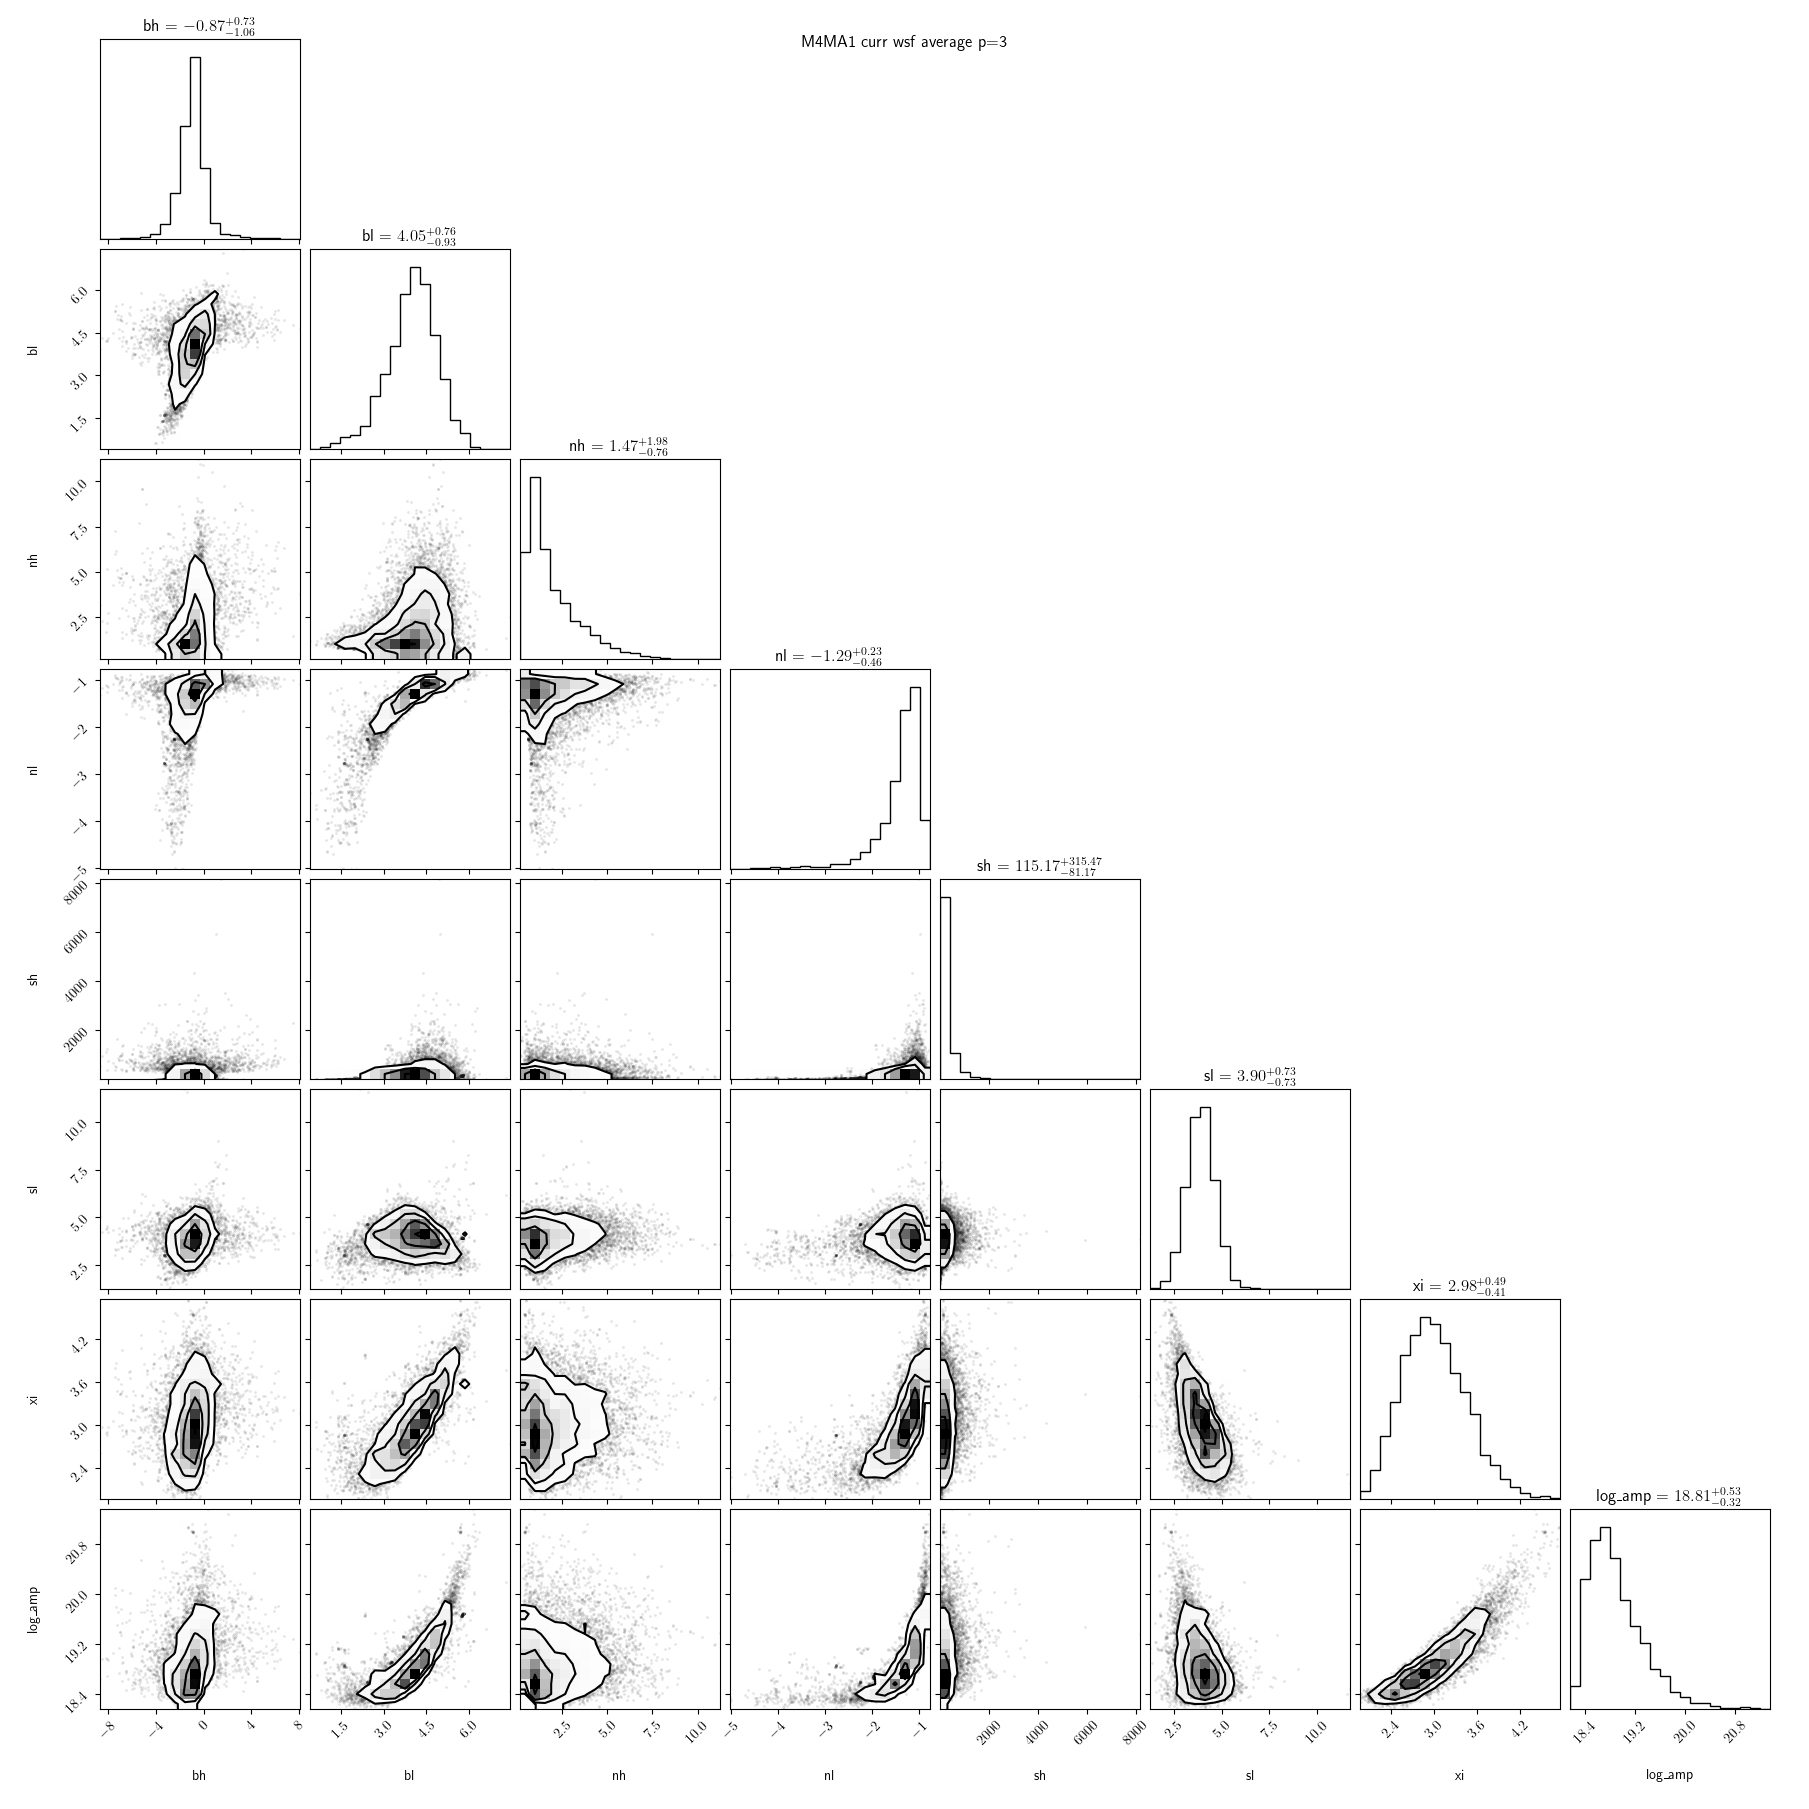 bh = −0.87+0.73−1.06
M4MA1 curr wsf average p=3
bl = 4.05+0.76−0.93
6.0
4.5
3.0
1.5
bl
nh = 1.47+1.98−0.76
10.0
7.5
5.0
2.5
nh
nl = −1.29+0.23−0.46
−1
−2
−3
−4
−5
nl
sh = 115.17+315.47−81.17
8000
6000
4000
2000
sh
sl = 3.90+0.73−0.73
10.0
7.5
5.0
2.5
sl
xi = 2.98+0.49−0.41
4.2
3.6
3.0
2.4
xi
log_amp = 18.81+0.53−0.32
20.8
20.0
19.2
18.4
log_amp
−8 −4 0 4 8
1.5 3.0 4.5 6.0
2.5 5.0 7.5 10.0
−5 −4 −3 −2 −1
2000 4000 6000 8000
2.5 5.0 7.5 10.0
2.4 3.0 3.6 4.2
18.4 19.2 20.0 20.8
bh bl nh nl sh sl xi log_amp